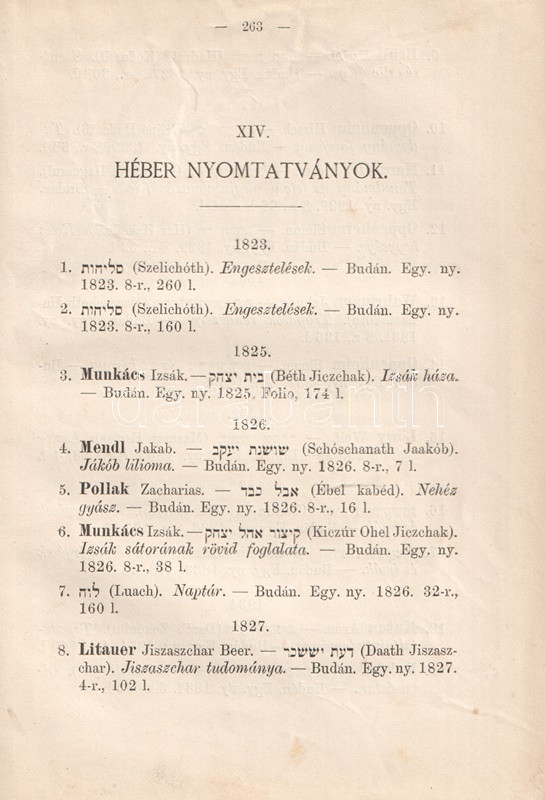 — 263 —
XIV.
HÉBER NYOMTATVÁNYOK.
1823.
1. סליחות (Szelichóth). Engesztelések. — Budán. Egy. ny.
1823. 8-r., 260 l.
2. סליחות (Szelichóth). Engesztelések. — Budán. Egy. ny.
1823. 8-r., 160 l.
1825.
3. Munkács Izsák. — בית יצחק (Béth Jiczchak). Izsák háza.
— Budán. Egy. ny. 1825. Folio, 174 l.
1826.
4. Mendl Jakab. — שושנת יעקב (Schóschanath Jaakób).
Jákób lilioma. — Budán. Egy. ny. 1826. 8-r., 7 l.
5. Pollak Zacharias. — אבל כבד (Ébel kabéd). Nehéz
gyász. — Budán. Egy. ny. 1826. 8-r., 16 l.
6. Munkács Izsák. — קיצור אהל יצחק (Kiczúr Ohel Jiczchak).
Izsák sátorának rövid foglalata. — Budán. Egy. ny.
1826. 8-r., 38 l.
7. לוח (Luach). Naptár. — Budán. Egy. ny. 1826. 32-r.,
160 l.
1827.
8. Litauer Jiszaszchar Beer. — דעת יששכר (Daath Jiszasz-
char). Jiszaszchar tudománya. — Budán. Egy. ny. 1827.
4-r., 102 l.
darabanth